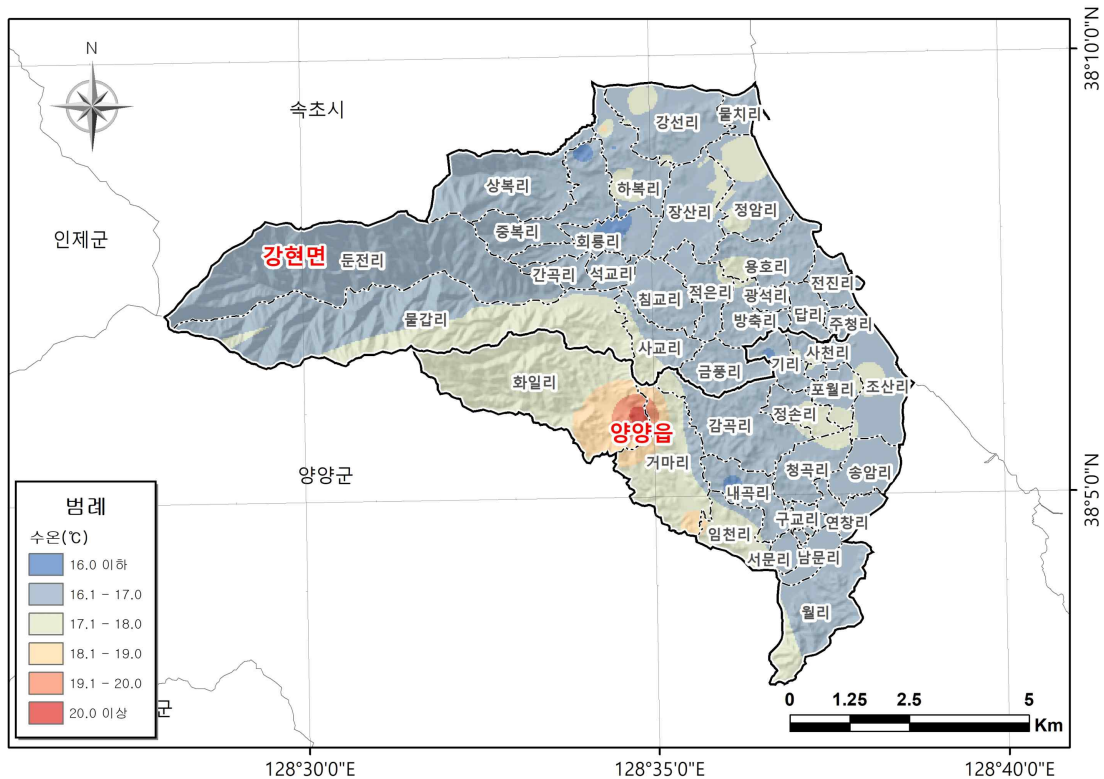 N
38°10'0"N
속초시
강선리
물치리
상복리
하복리
장산리
정암리
인제군
강현면
둔전리
중복리
회룡리
용호리
간곡리
석교리
침교리
적은리
광석리
전진리
물갑리
방축리
답리
주청리
사교리
금풍리
기리
사천리
화일리
포월리
조산리
양양읍
감곡리
정손리
거마리
양양군
내곡리
청곡리
송암리
38°5'0"N
임천리
구교리
연창리
서문리
남문리
월리
범례
수온(℃)
16.0 이하
16.1 - 17.0
17.1 - 18.0
18.1 - 19.0
19.1 - 20.0
20.0 이상
군
0 1.25 2.5 5
Km
128°30'0"E
128°35'0"E
128°40'0"E